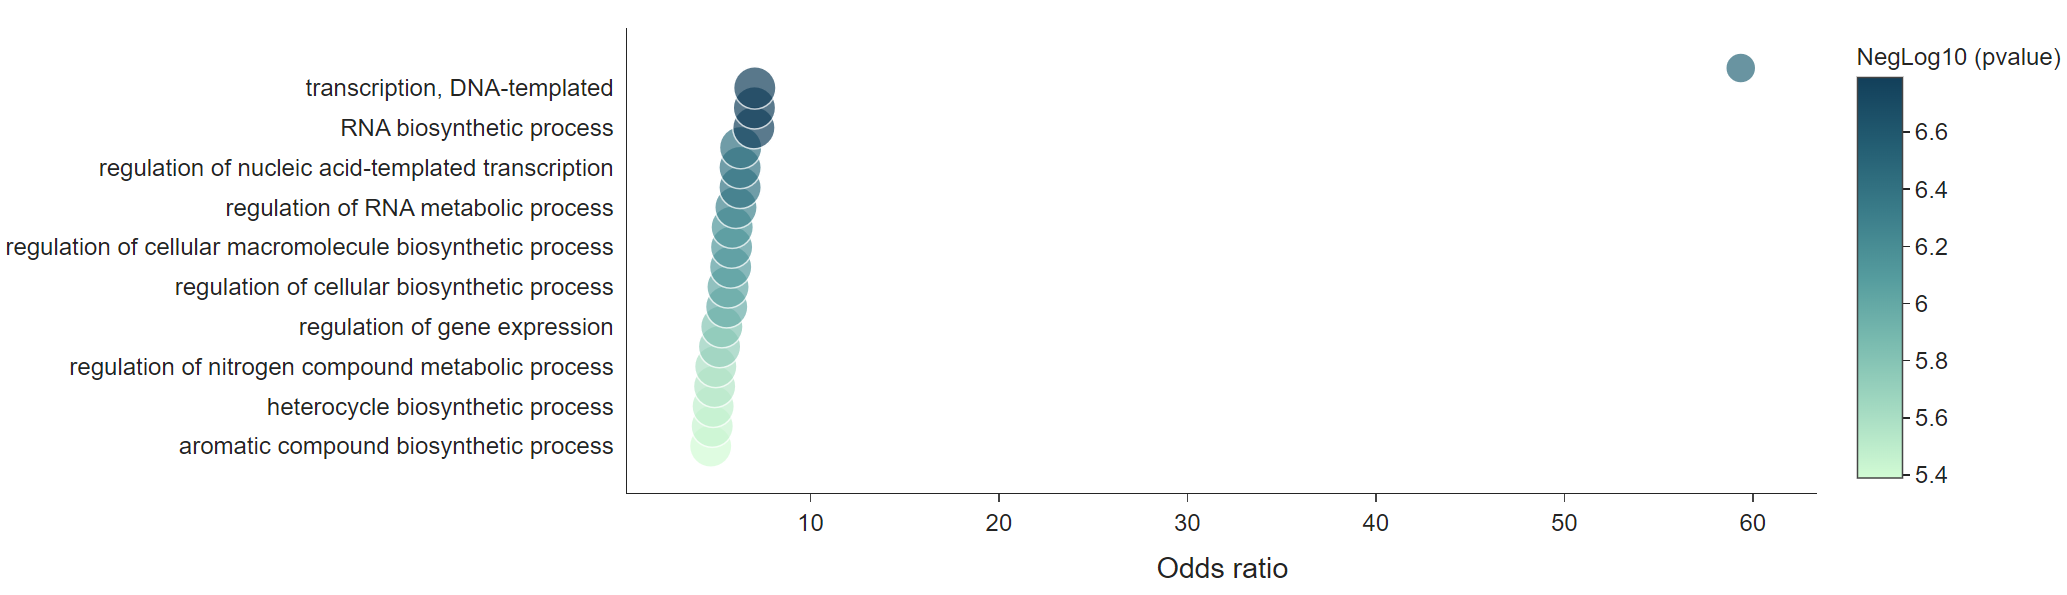 NegLog10 (pvalue)
transcription, DNA-templated
RNA biosynthetic process
regulation of nucleic acid-templated transcription
regulation of RNA metabolic process
regulation of cellular macromolecule biosynthetic process
regulation of cellular biosynthetic process
regulation of gene expression
regulation of nitrogen compound metabolic process
heterocycle biosynthetic process
aromatic compound biosynthetic process
6.6
6.4
6.2
6
5.8
5.6
5.4
10 20 30 40 50 60
Odds ratio